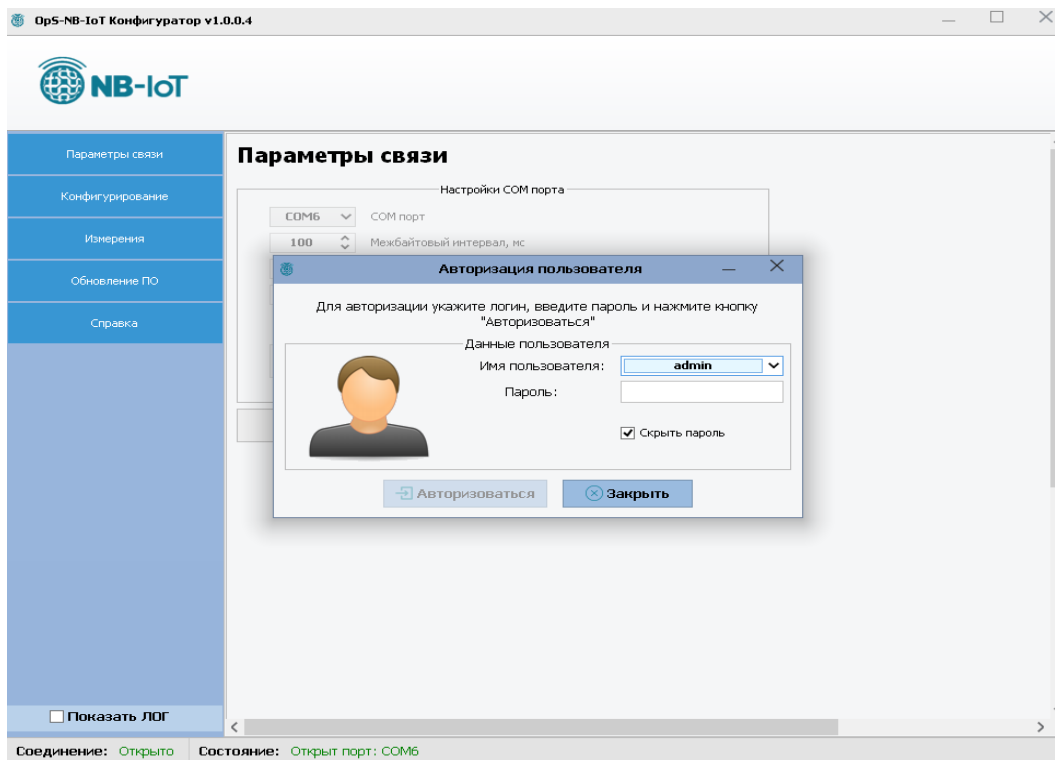 OpS-NB-IoT Конфигуратор v1.0.0.4
NB-IoT
Параметры связи
Конфигурирование
Измерения
Обновление ПО
Справка
Показать ЛОГ
Параметры связи
Настройки COM порта
COM6 COM порт
100 Межбайтовый интервал, мс
Авторизация пользователя
Для авторизации укажите логин, введите пароль и нажмите кнопку
"Авторизоваться"
Данные пользователя
Имя пользователя: admin
Пароль:
Скрыть пароль
Авторизоваться Закрыть
Соединение: Открыто Состояние: Открыт порт: COM6